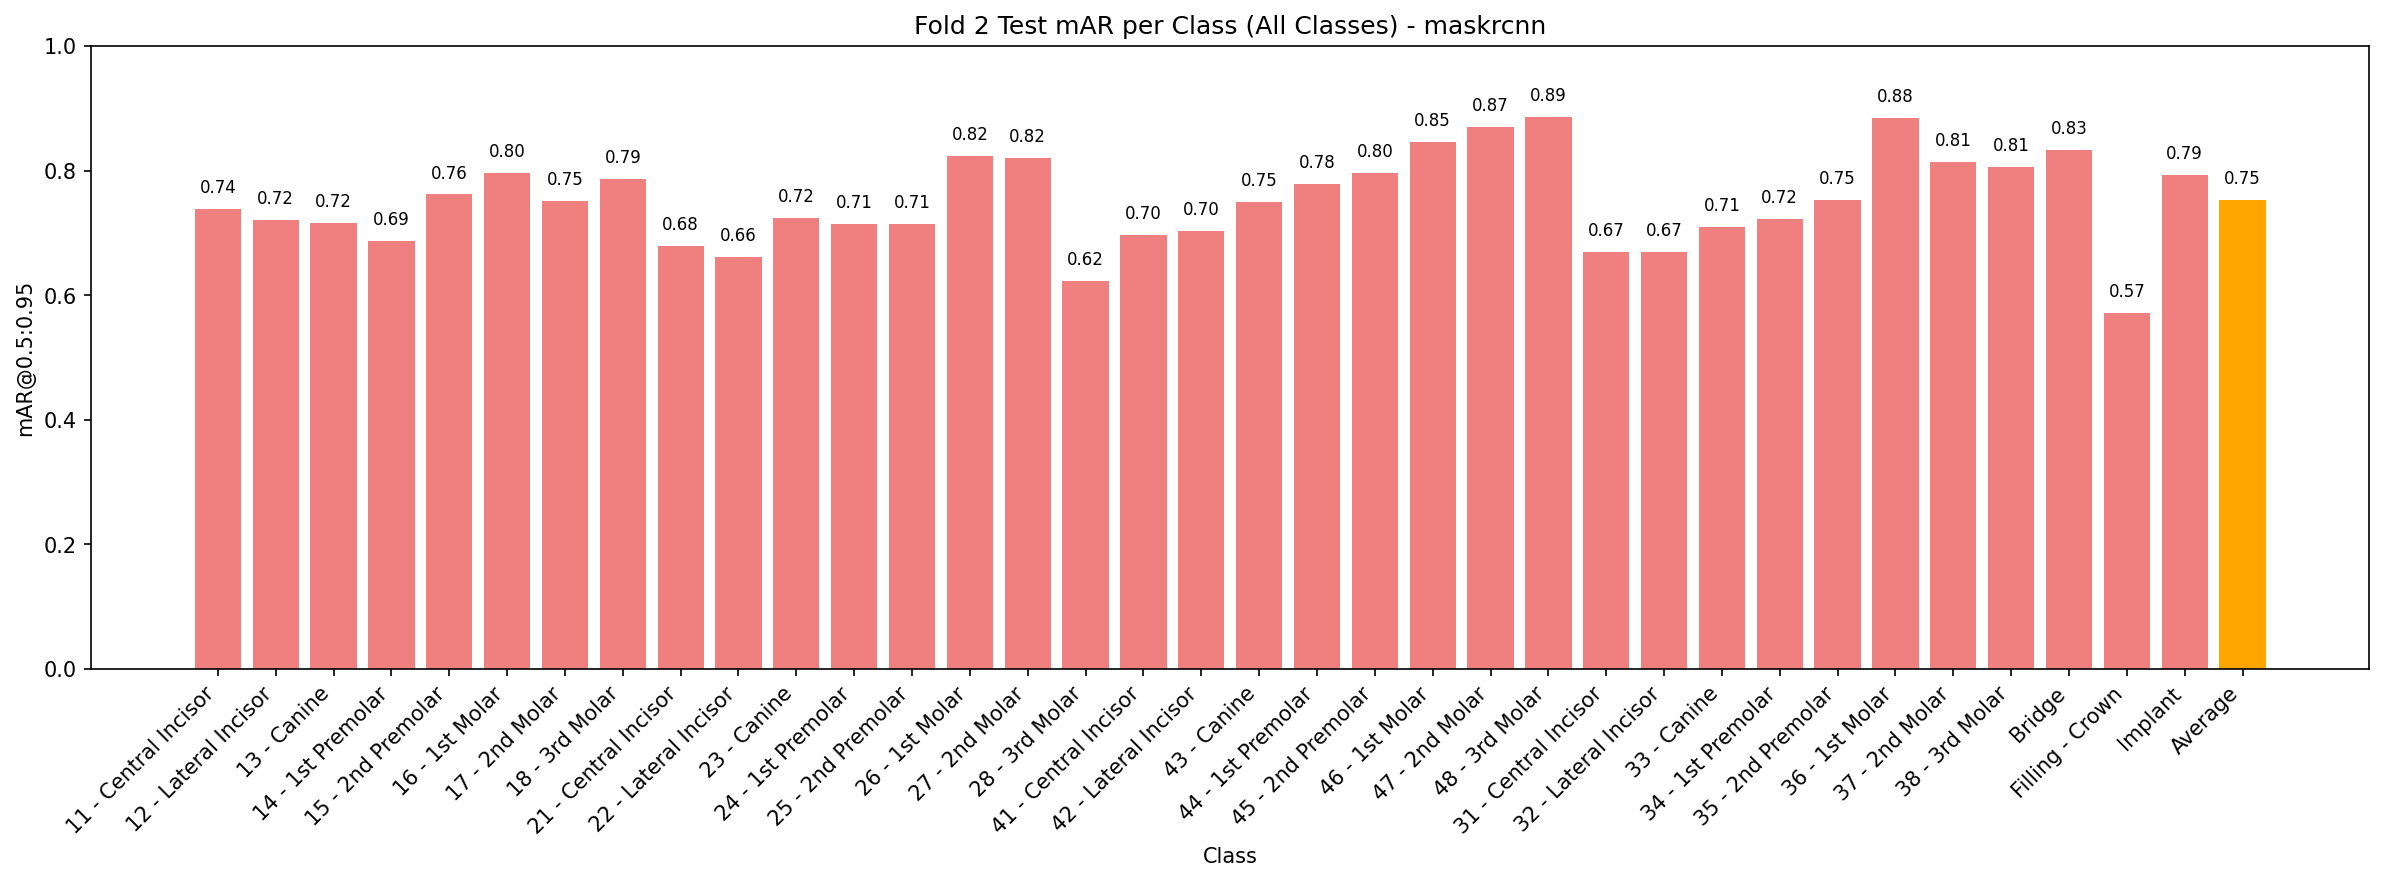 Fold 2 Test mAR per Class (All Classes) - maskrcnn
mAR@0.5:0.95
1.0
0.8
0.6
0.4
0.2
0.0
0.74
0.72
0.72
0.69
0.76
0.80
0.75
0.79
0.68
0.66
0.72
0.71
0.71
0.82
0.82
0.62
0.70
0.70
0.75
0.78
0.80
0.85
0.87
0.89
0.67
0.67
0.71
0.72
0.75
0.88
0.81
0.81
0.83
0.57
0.79
0.75
11 - Central Incisor
12 - Lateral Incisor
13 - Canine
14 - 1st Premolar
15 - 2nd Premolar
16 - 1st Molar
17 - 2nd Molar
18 - 3rd Molar
21 - Central Incisor
22 - Lateral Incisor
23 - Canine
24 - 1st Premolar
25 - 2nd Premolar
26 - 1st Molar
27 - 2nd Molar
28 - 3rd Molar
41 - Central Incisor
42 - Lateral Incisor
43 - Canine
44 - 1st Premolar
45 - 2nd Premolar
46 - 1st Molar
47 - 2nd Molar
48 - 3rd Molar
31 - Central Incisor
32 - Lateral Incisor
33 - Canine
34 - 1st Premolar
35 - 2nd Premolar
36 - 1st Molar
37 - 2nd Molar
38 - 3rd Molar
Bridge
Filling - Crown
Implant
Average
Class